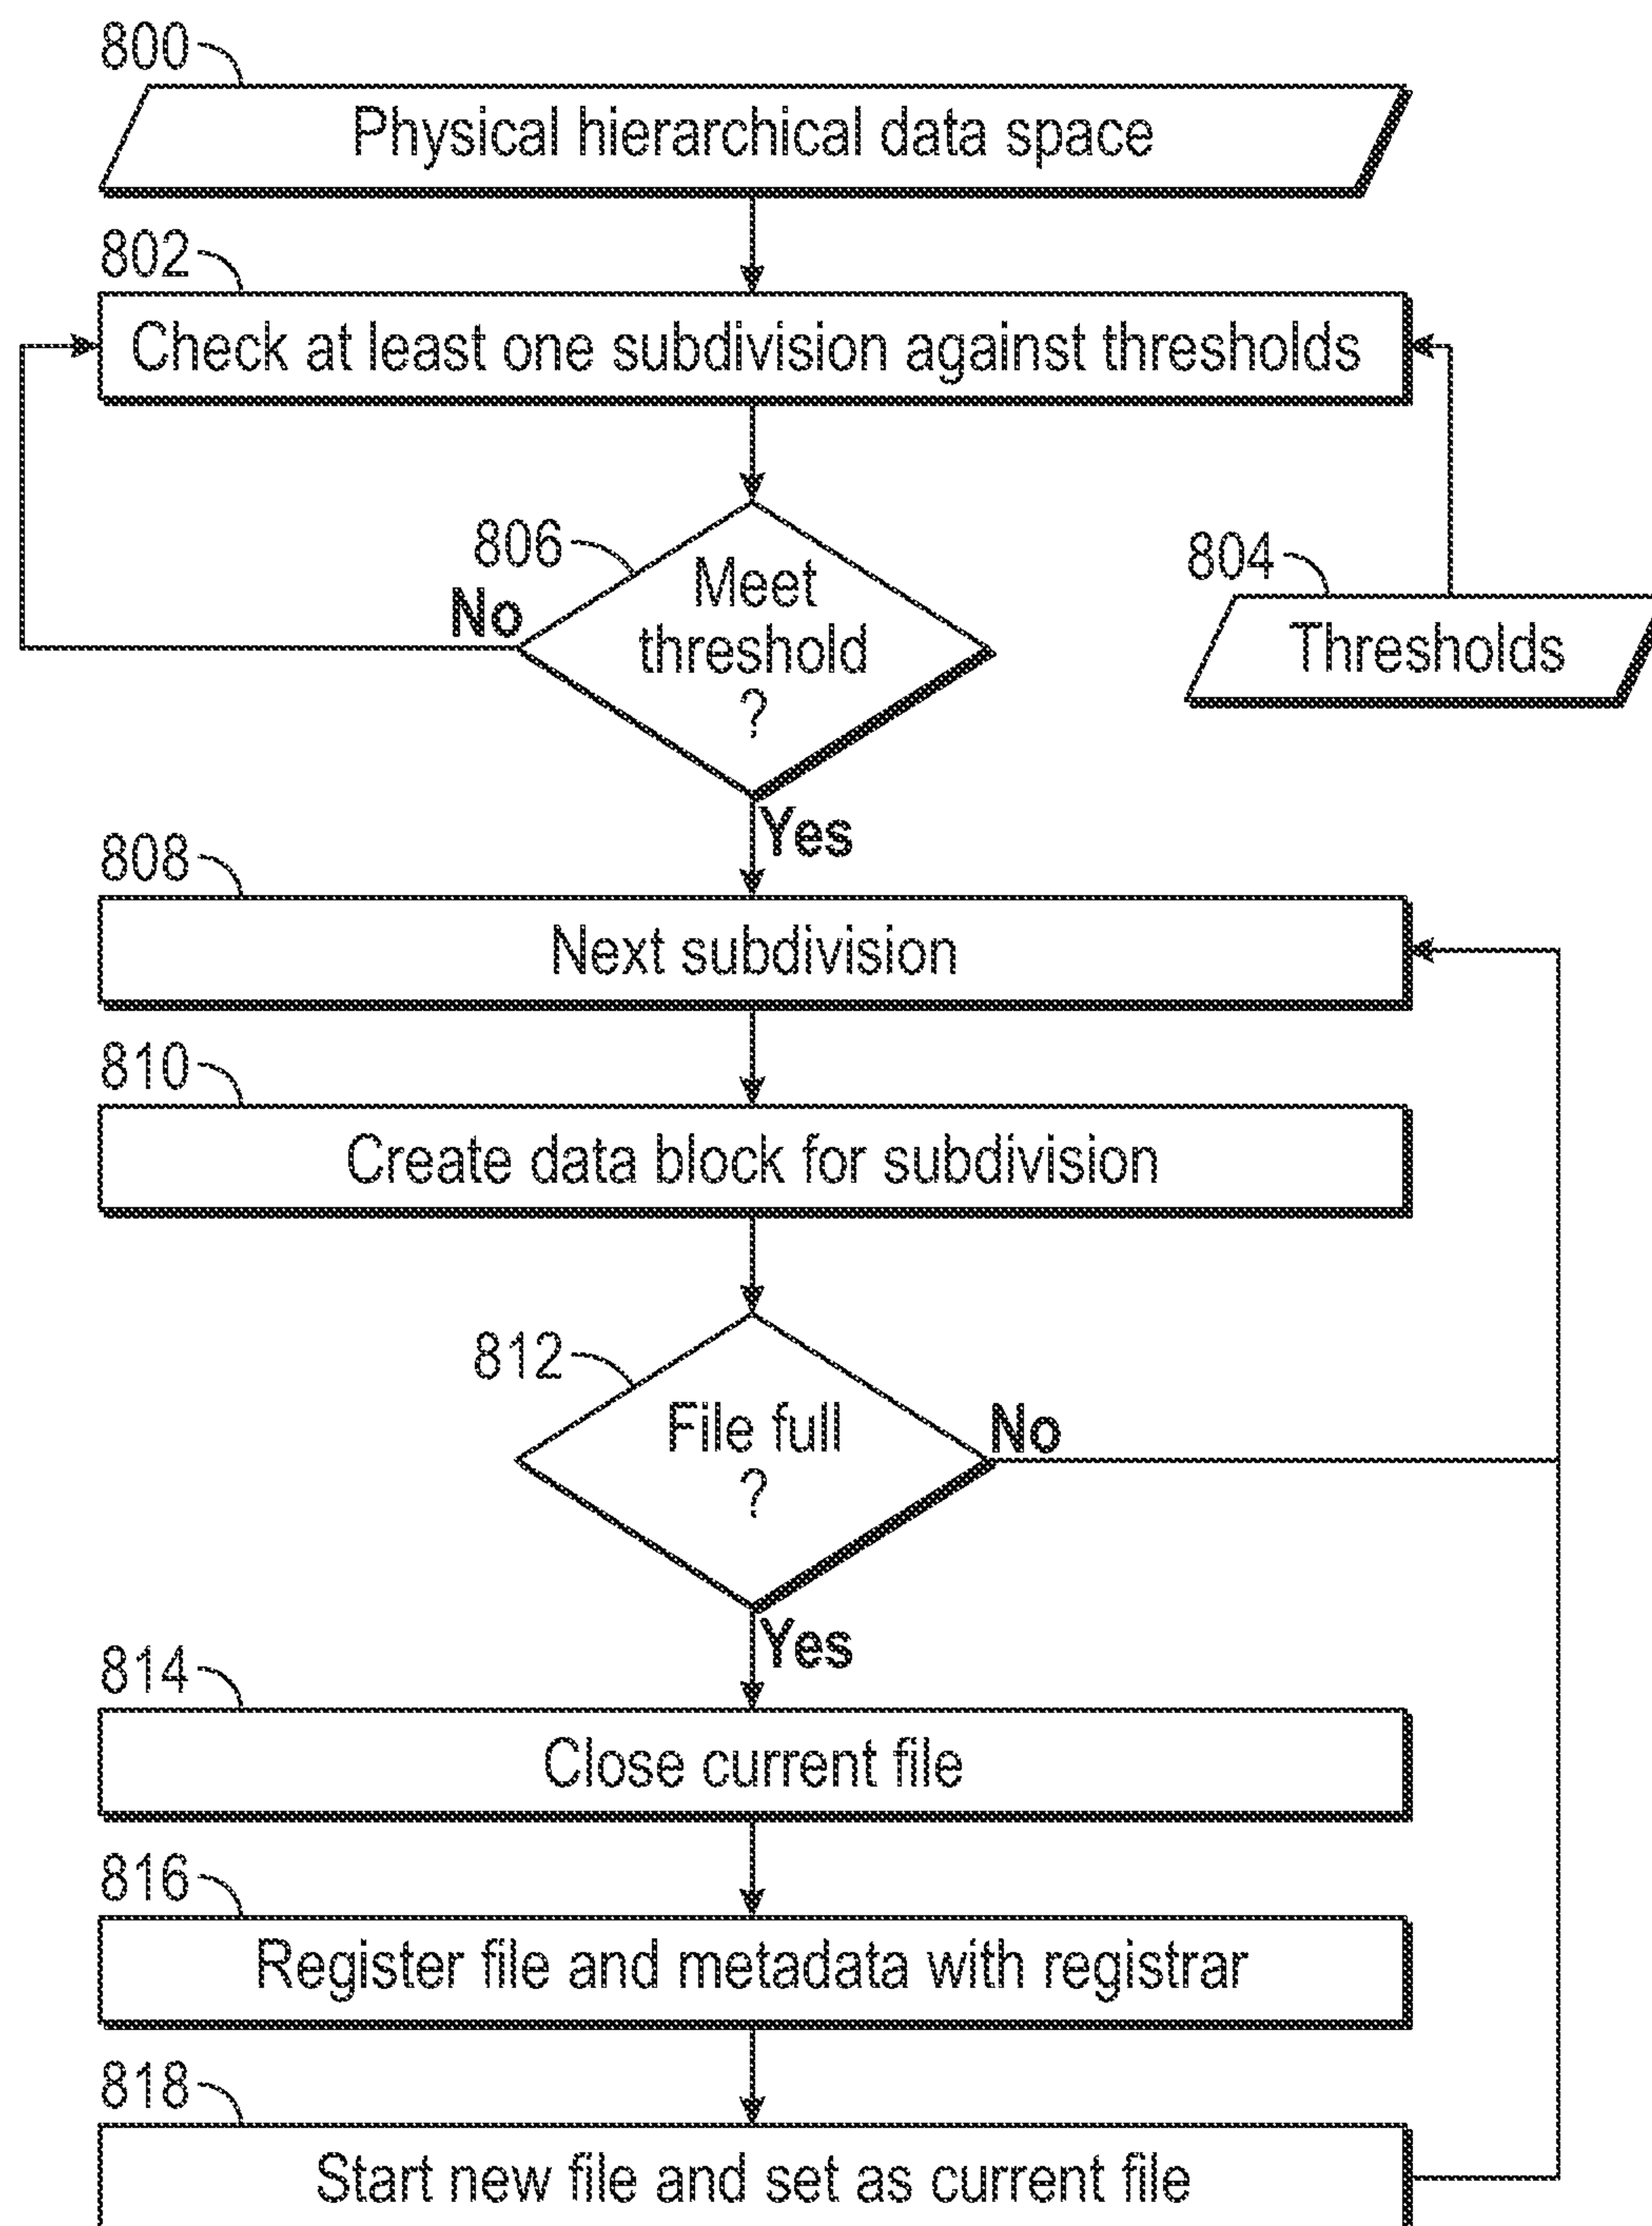 800
Physical hierarchical data space
802
Check at least one subdivision against thresholds
806
Meet
threshold
?
No
804
Thresholds
Yes
808
Next subdivision
810
Create data block for subdivision
812
File full
?
No
Yes
814
Close current file
816
Register file and metadata with registrar
818
Start new file and set as current file